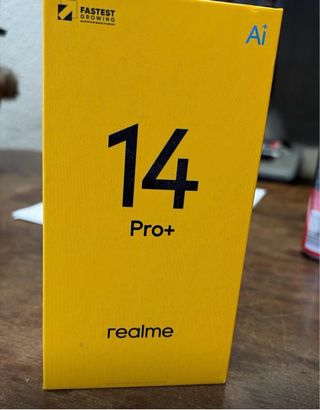 FASTEST
GROWING
Ai
14
Pro+
realme